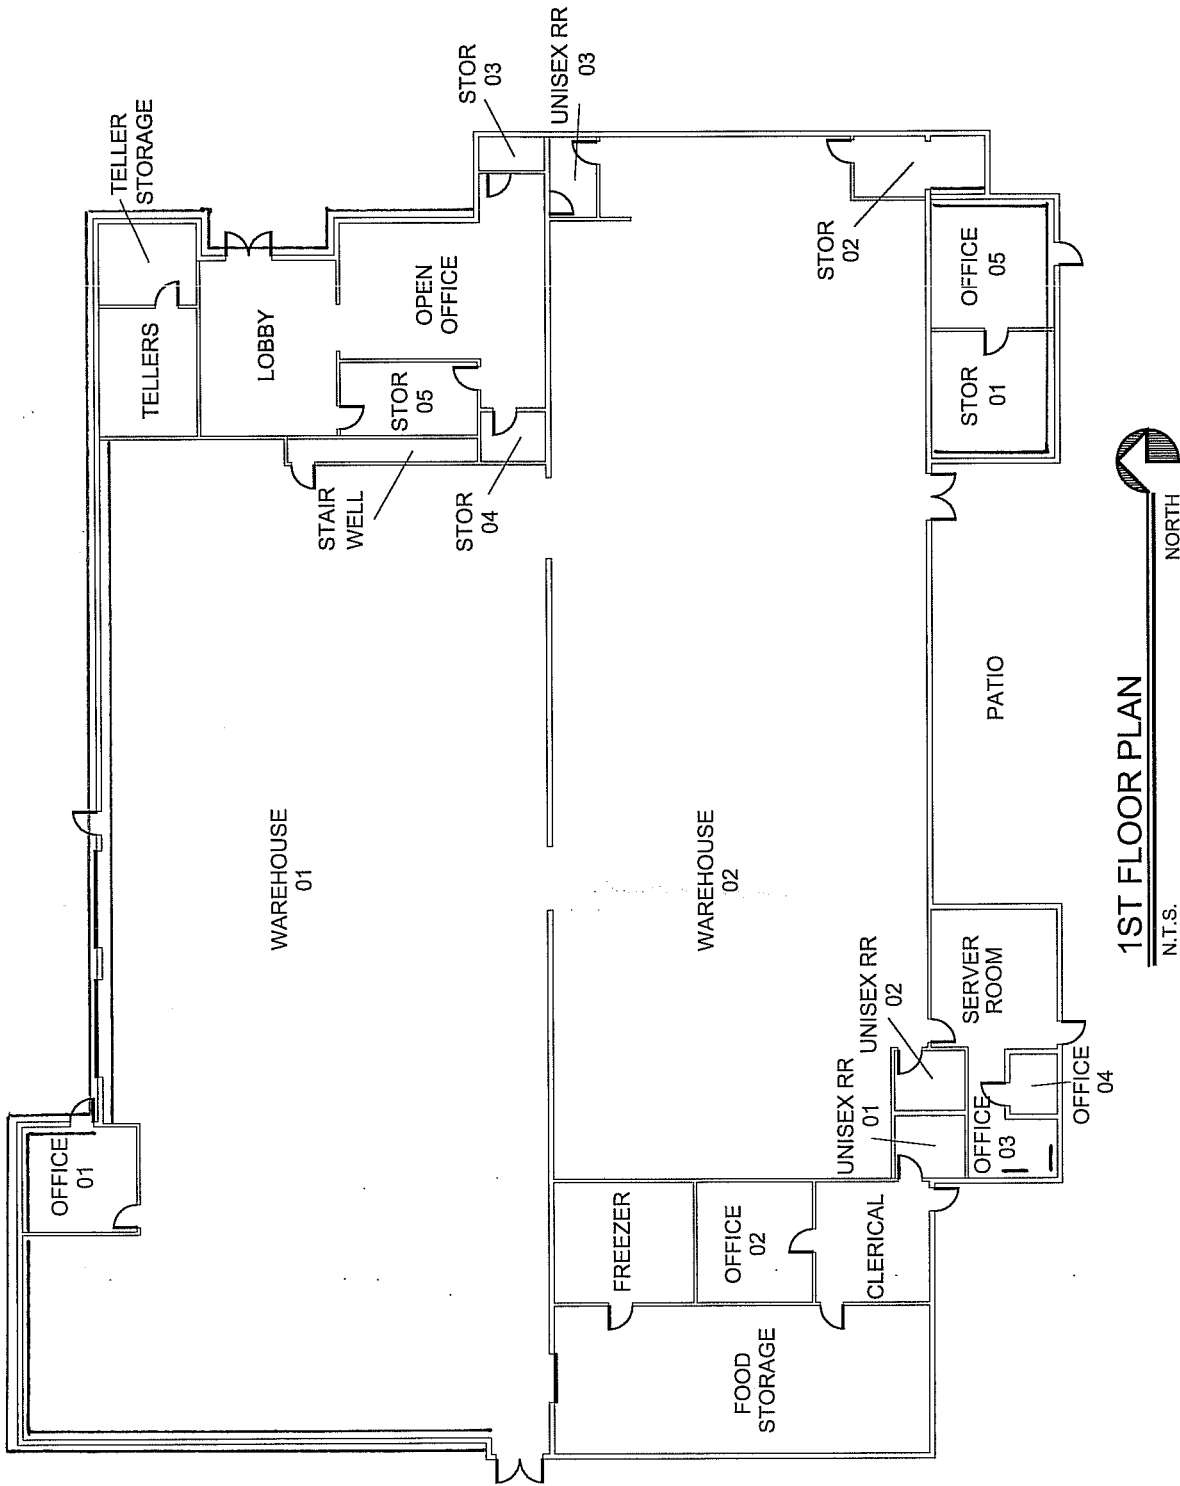 OFFICE
01
TELLER
STORAGE
TELLERS
LOBBY
WAREHOUSE
01
STAIR
WELL
STOR
05
OPEN
OFFICE
STOR
04
STOR
03
UNISEX RR
03
FREEZER
WAREHOUSE
02
OFFICE
02
FOOD
STORAGE
STOR
02
UNISEX RR
01
UNISEX RR
02
CLERICAL
SERVER
ROOM
STOR
01
OFFICE
05
OFFICE
03
PATIO
OFFICE
04
1ST FLOOR PLAN
N.T.S.
NORTH